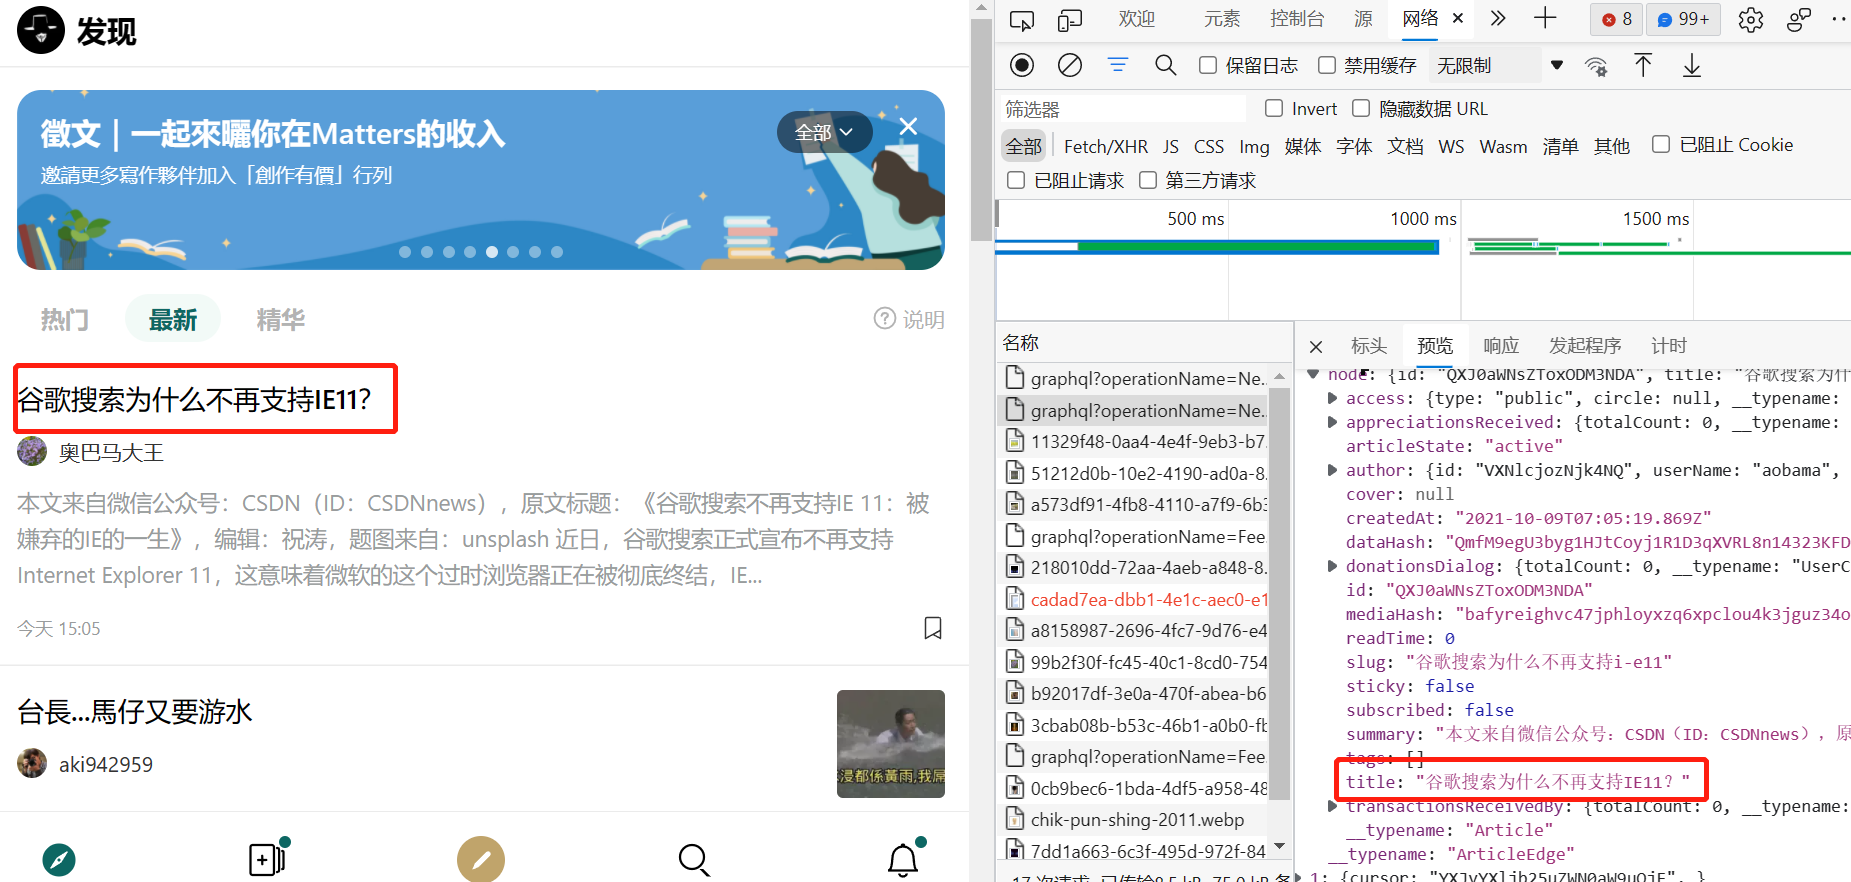 发现
徵文 | 一起來曬你在Matters的收入
全部
邀請更多寫作夥伴加入「創作有價」行列
热门
最新
精华
说明
谷歌搜索为什么不再支持IE11？
奥巴马大王
本文来自微信公众号：CSDN（ID：CSDNnews），原文标题：《谷歌搜索不再支持IE 11：被
嫌弃的IE的一生》，编辑：祝涛，题图来自：unsplash 近日，谷歌搜索正式宣布不再支持
Internet Explorer 11，这意味着微软的这个过时浏览器正在被彻底终结，IE...
今天 15:05
台長...馬仔又要游水
浸都係黃雨,我屌
aki942959
欢迎
元素
控制台
源
网络
8
99+
保留日志
禁用缓存
无限制
筛选器
Invert
隐藏数据 URL
全部
Fetch/XHR
JS
CSS
Img
媒体
字体
文档
WS
Wasm
清单
其他
已阻止 Cookie
已阻止请求
第三方请求
500 ms
1000 ms
1500 ms
名称
graphql?operationName=Ne...
graphql?operationName=Ne...
11329f48-0aa4-4e4f-9eb3-b7.
51212d0b-10e2-4190-ad0a-8.
a573df91-4fb8-4110-a7f9-6b3
graphql?operationName=Fee
218010dd-72aa-4aeb-a848-8.
cadad7ea-dbb1-4e1c-aec0-e1
a8158987-2696-4fc7-9d76-e4
99b2f30f-fc45-40c1-8cd0-754
b92017df-3e0a-470f-abea-b6
3cbab08b-b53c-46b1-a0b0-fb
graphql?operationName=Fee
0cb9bec6-1bda-4df5-a958-48
chik-pun-shing-2011.webp
7dd1a663-6c3f-495d-972f-84
标头
预览
响应
发起程序
计时
node: {id: "QXJ0aWNsZToxODM3NDA", title: "谷歌搜索为什
access: {type: "public", circle: null, __typename:
appreciationsReceived: {totalCount: 0, __typename:
articleState: "active"
author: {id: "VXNlcjozNjk4NQ", userName: "aobama",
cover: null
createdAt: "2021-10-09T07:05:19.869Z"
dataHash: "QmfM9egU3byg1HJtCoyj1R1D3qXVRL8n14323KFD
donationsDialog: {totalCount: 0, __typename: "UserC
id: "QXJ0aWNsZToxODM3NDA"
mediaHash: "bafyreighvc47jphloyxzq6xpclou4k3jguz34o
readTime: 0
slug: "谷歌搜索为什么不再支持i-e11"
sticky: false
subscribed: false
summary: "本文来自微信公众号：CSDN（ID：CSDNnews），原
tags: []
title: "谷歌搜索为什么不再支持IE11？"
transactionsReceivedBy: {totalCount: 0, __typename:
__typename: "Article"
__typename: "ArticleEdge"